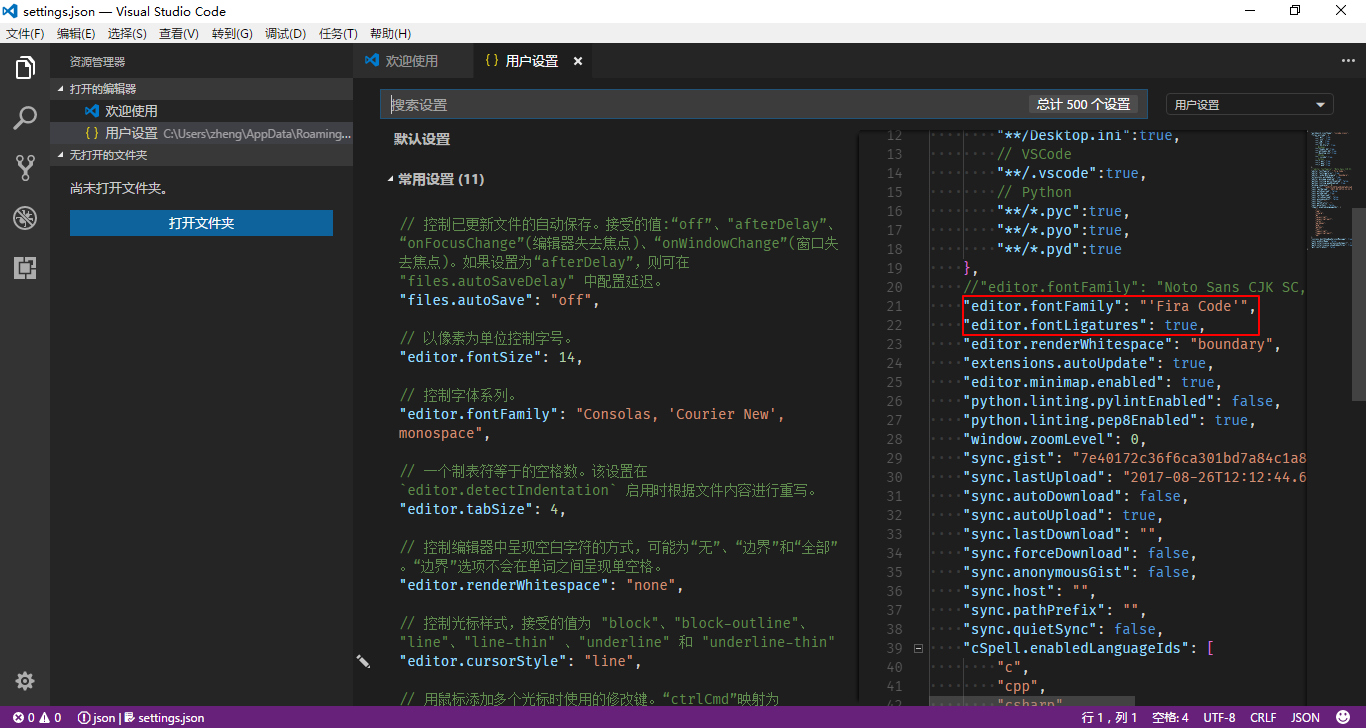 settings.json — Visual Studio Code
文件(F) 编辑(E) 选择(S) 查看(V) 转到(G) 调试(D) 任务(T) 帮助(H)
资源管理器
打开的编辑器
欢迎使用
{ } 用户设置 C:\Users\zheng\AppData\Roaming...
无打开的文件夹
尚未打开文件夹。
打开文件夹
欢迎使用
{ } 用户设置 ×
搜索设置
总计 500 个设置
用户设置
默认设置
常用设置 (11)
// 控制已更新文件的自动保存。接受的值:“off”、"afterDelay”、
“onFocusChange”(编辑器失去焦点)、“onWindowChange”(窗口失
去焦点)。如果设置为“afterDelay”，则可在
"files.autoSaveDelay" 中配置延迟。
"files.autoSave": "off",
// 以像素为单位控制字号。
"editor.fontSize": 14,
// 控制字体系列。
"editor.fontFamily": "Consolas, 'Courier New',
monospace",
// 一个制表符等于的空格数。该设置在
`editor.detectIndentation` 启用时根据文件内容进行重写。
"editor.tabSize": 4,
// 控制编辑器中呈现空白字符的方式，可能为“无”、“边界”和“全部”
。“边界”选项不会在单词之间呈现单空格。
"editor.renderWhitespace": "none",
// 控制光标样式，接受的值为 "block"、"block-outline"、
"line"、"line-thin" 、"underline" 和 "underline-thin"
"editor.cursorStyle": "line",
// 用鼠标添加多个光标时使用的修改键。“ctrlCmd”映射为
12 "**/Desktop.ini":true,
13 // VSCode
14 "**/.vscode":true,
15 // Python
16 "**/*.pyc":true,
17 "**/*.pyo":true,
18 "**/*.pyd":true
19 },
20 //"editor.fontFamily": "Noto Sans CJK SC,
21 "editor.fontFamily": "'Fira Code'",
22 "editor.fontLigatures": true,
23 "editor.renderWhitespace": "boundary",
24 "extensions.autoUpdate": true,
25 "editor.minimap.enabled": true,
26 "python.linting.pylintEnabled": false,
27 "python.linting.pep8Enabled": true,
28 "window.zoomLevel": 0,
29 "sync.gist": "7e40172c36f6ca301bd7a84c1a8
30 "sync.lastUpload": "2017-08-26T12:12:44.6
31 "sync.autoDownload": false,
32 "sync.autoUpload": true,
33 "sync.lastDownload": "",
34 "sync.forceDownload": false,
35 "sync.anonymousGist": false,
36 "sync.host": "",
37 "sync.pathPrefix": "",
38 "sync.quietSync": false,
39 "cSpell.enabledLanguageIds": [
40 "c",
41 "cpp",
42 "csharp",
0 0 json | settings.json
行 1，列 1 空格: 4 UTF-8 CRLF JSON